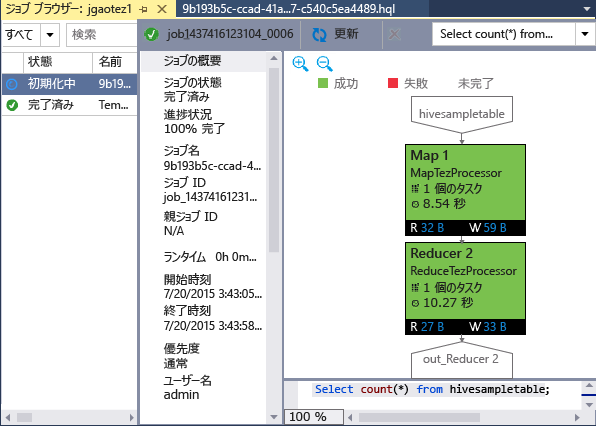 ジョブ ブラウザー: jgaotez1
9b193b5c-ccad-41a...7-c540c5ea4489.hql
すべて
検索
job1437416123104_0006
更新
Select count(*) from...
状態 名前
初期化中 9b19...
完了済み Tem...
ジョブの概要
ジョブの状態
完了済み
進捗状況
100% 完了
ジョブ名
9b193b5c-ccad-4...
ジョブ ID
job_14374161231...
親ジョブ ID
N/A
ランタイム 0h 0m...
開始時刻
7/20/2015 3:43:05...
終了時刻
7/20/2015 3:43:58...
優先度
通常
ユーザー名
admin
成功 失敗 未完了
hivesampletable
Map 1
MapTezProcessor
1 個のタスク
8.54 秒
R 32 B W 59 B
Reducer 2
ReduceTezProcessor
1 個のタスク
10.27 秒
R 27 B W 33 B
out_Reducer 2
Select count(*) from hivesampletable;
100 %